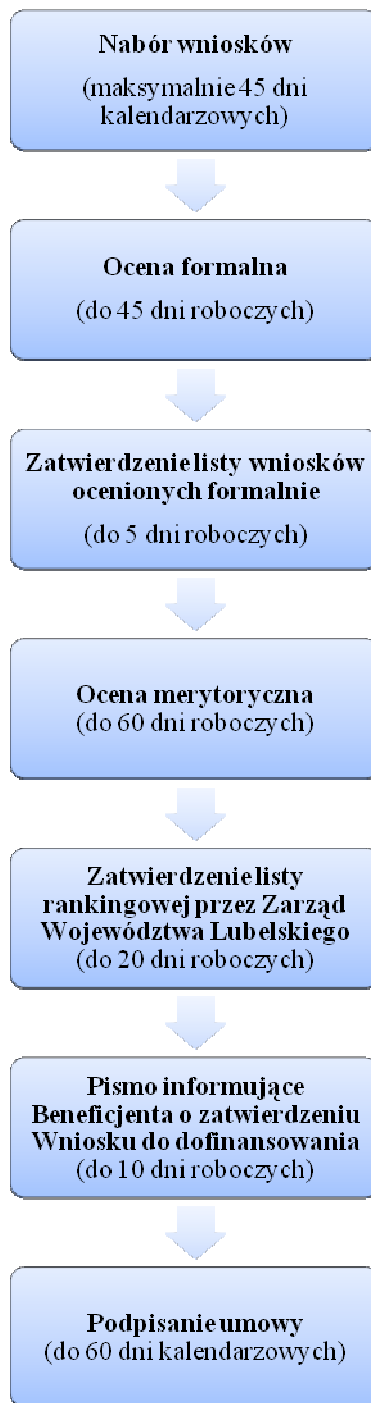 Nabór wniosków
(maksymalnie 45 dni
kalendarzowych)
Ocena formalna
(do 45 dni roboczych)
Zatwierdzenie listy wniosków
ocenionych formalnie
(do 5 dni roboczych)
Ocena merytoryczna
(do 60 dni roboczych)
Zatwierdzenie listy
rankingowej przez Zarząd
Województwa Lubelskiego
(do 20 dni roboczych)
Pismo informujące
Beneficjenta o zatwierdzeniu
Wniosku do dofinansowania
(do 10 dni roboczych)
Podpisanie umowy
(do 60 dni kalendarzowych)